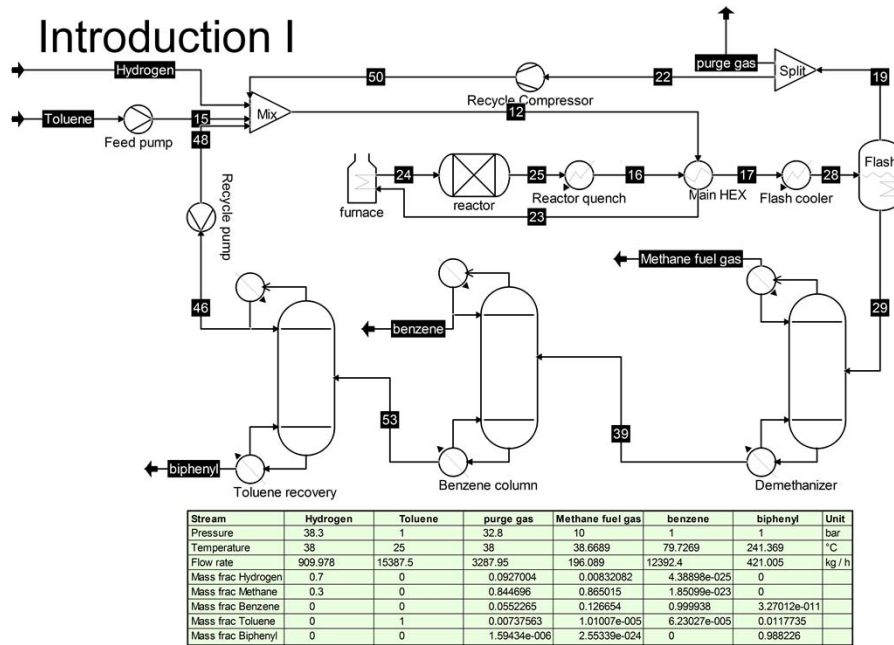 Introduction I
Hydrogen
50
22
purge gas
Split
19
Recycle Compressor
Toluene
15
Mix
12
Feed pump
48
24
25
16
17
28
Flash
furnace
reactor
Reactor quench
Main HEX
Flash cooler
23
Recycle pump
Methane fuel gas
46
benzene
29
53
39
biphenyl
Toluene recovery
Benzene column
Demethanizer
Stream Hydrogen Toluene purge gas Methane fuel gas benzene biphenyl Unit
Pressure 38.3 1 32.8 10 1 1 bar
Temperature 38 25 38 38.6689 79.7269 241.369 °C
Flow rate 909.978 15387.5 3287.95 196.089 12392.4 421.005 kg / h
Mass frac Hydrogen 0.7 0 0.0927004 0.00832082 4.38898e-025 0
Mass frac Methane 0.3 0 0.844696 0.865015 1.85099e-023 0
Mass frac Benzene 0 0 0.0552265 0.126654 0.999938 3.27012e-011
Mass frac Toluene 0 1 0.00737563 1.01007e-005 6.23027e-005 0.0117735
Mass frac Biphenyl 0 0 1.59434e-006 2.55339e-024 0 0.988226